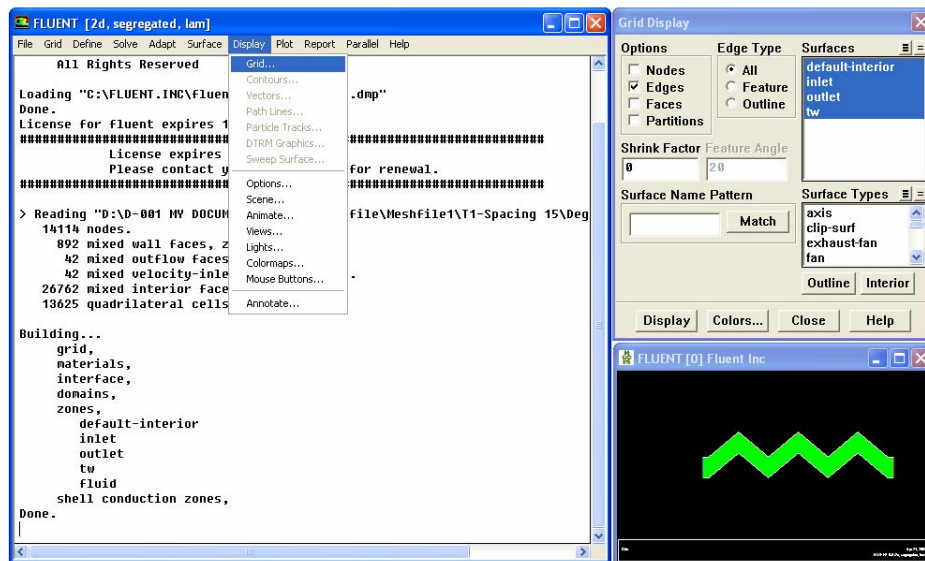 FLUENT [2d, segregated, lam]
File Grid Define Solve Adapt Surface Display Plot Report Parallel Help
All Rights Reserved
Loading "C:\FLUENT.INC\fluen .dmp"
Done.
License for fluent expires 1
################################################################
License expires
Please contact y for renewal.
################################################################
> Reading "D:\D-001 MY DOCUM file\Meshfile1\T1-Spacing 15\Deg
14114 nodes.
892 mixed wall faces, z
42 mixed outflow faces
42 mixed velocity-inle .
26762 mixed interior face
13625 quadrilateral cells
Building...
grid,
materials,
interface,
domains,
zones,
default-interior
inlet
outlet
tw
fluid
shell conduction zones,
Done.
Grid...
Contours...
Vectors...
Path Lines...
Particle Tracks...
DTRM Graphics...
Sweep Surface...
Options...
Scene...
Animate...
Views...
Lights...
Colormaps...
Mouse Buttons...
Annotate...
Grid Display
Options Edge Type Surfaces
Nodes All default-interior
Edges Feature inlet
Faces Outline outlet
Partitions tw
Shrink Factor Feature Angle
0 20
Surface Name Pattern Surface Types
Match axis
clip-surf
exhaust-fan
fan
Outline Interior
Display Colors... Close Help
FLUENT [0] Fluent Inc